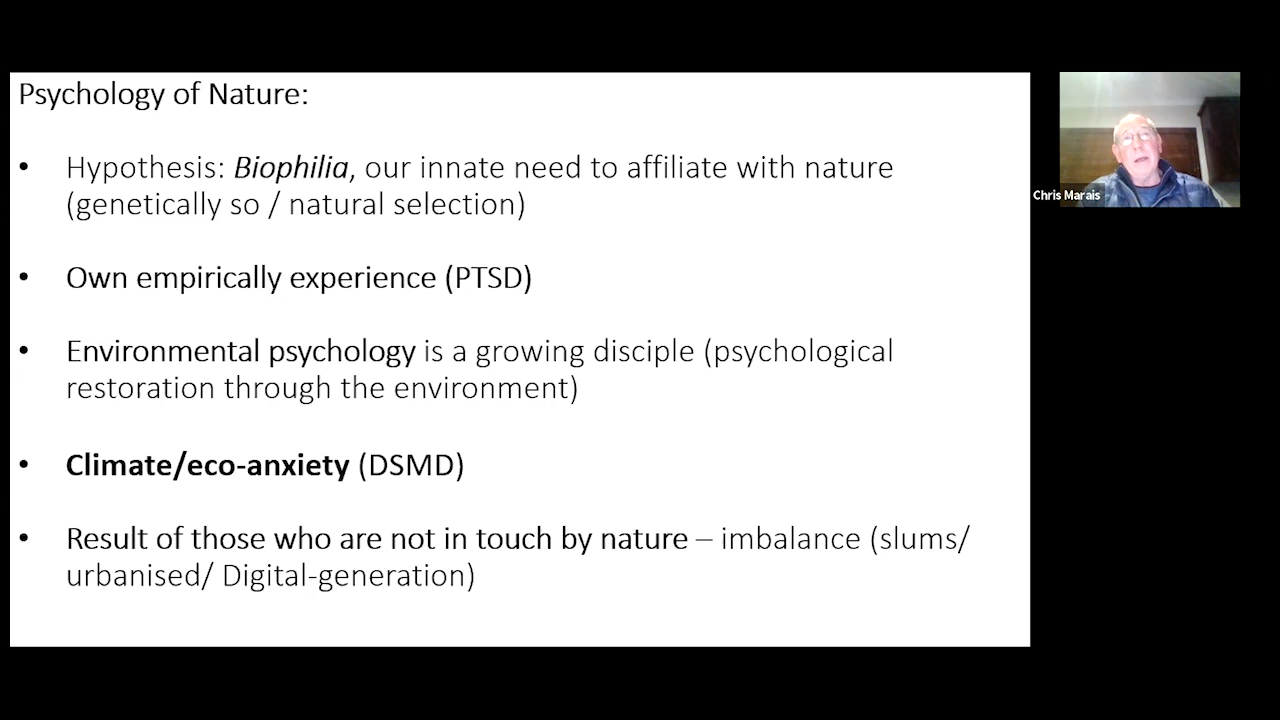 Psychology of Nature:
• Hypothesis: Biophilia, our innate need to affiliate with nature
(genetically so / natural selection)
• Own empirically experience (PTSD)
• Environmental psychology is a growing disciple (psychological
restoration through the environment)
• Climate/eco-anxiety (DSMD)
• Result of those who are not in touch by nature – imbalance (slums/
urbanised/ Digital-generation)
Chris Marais